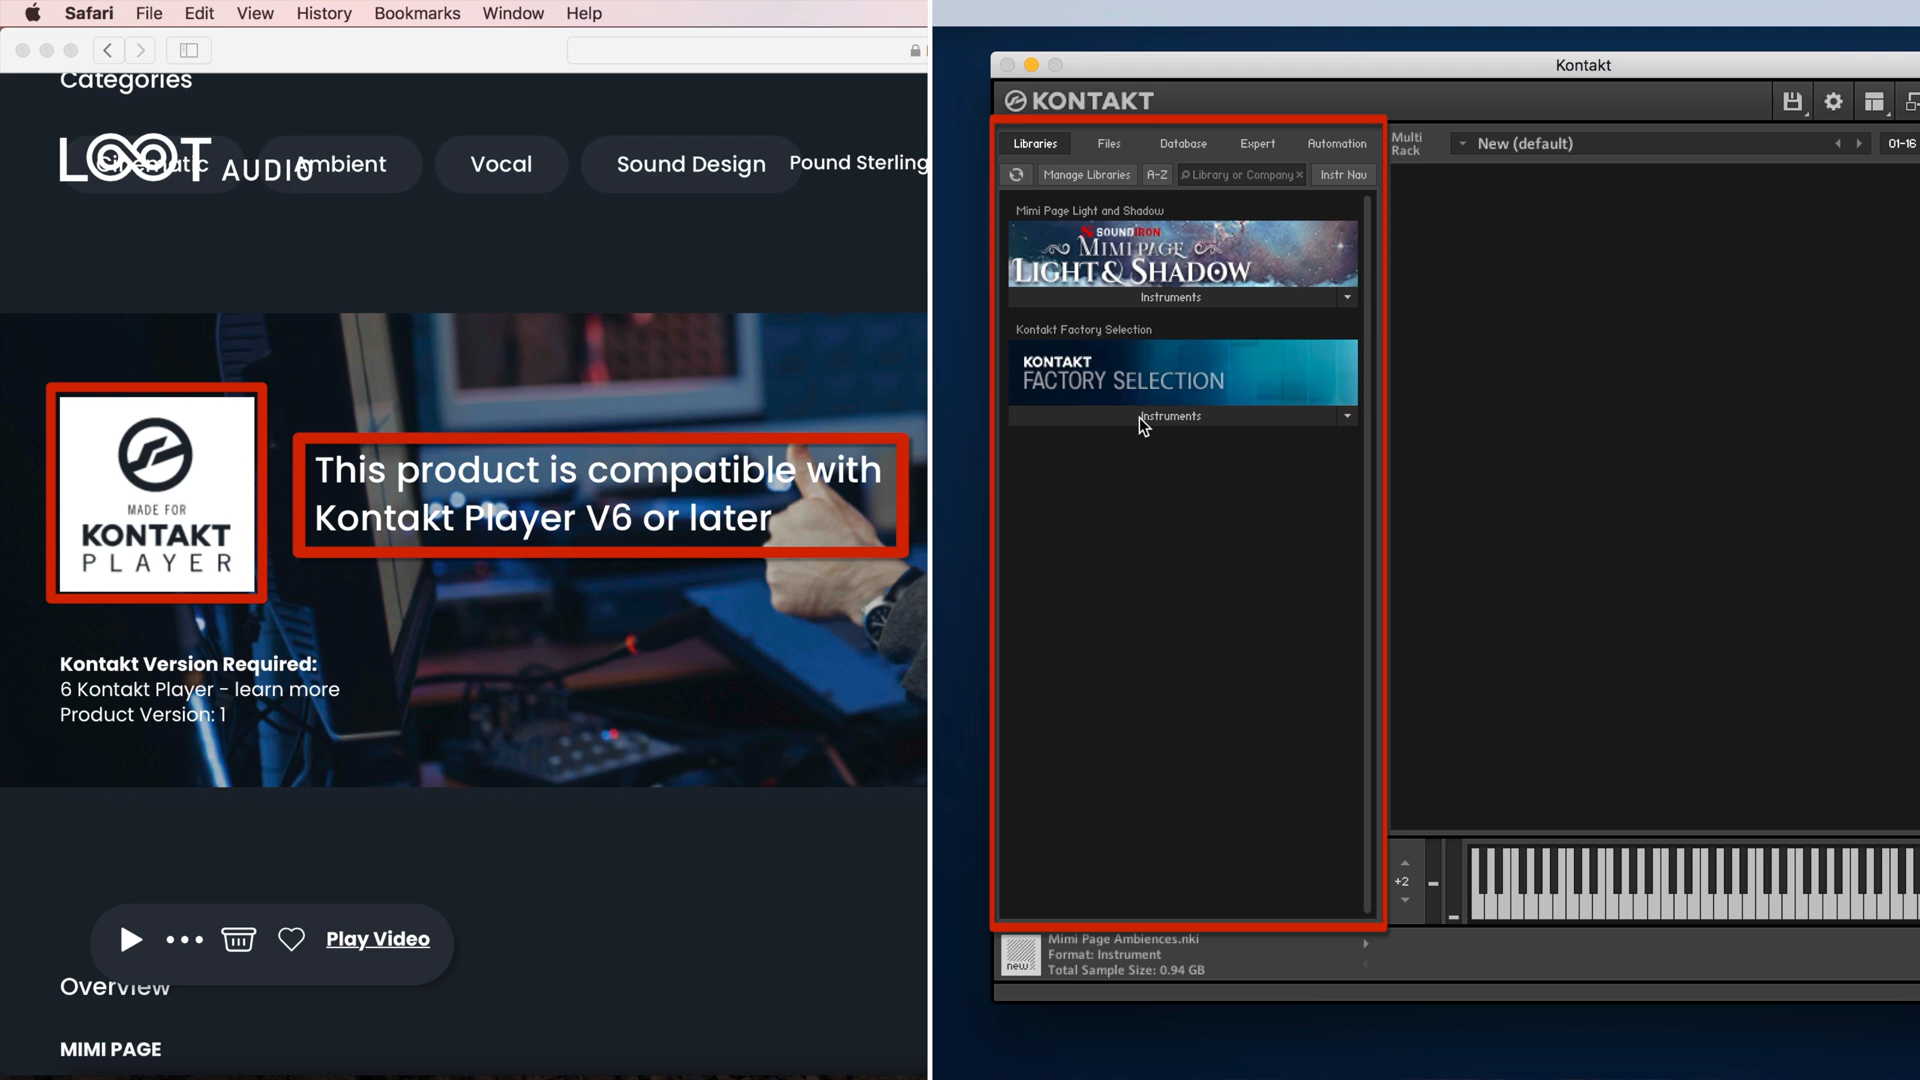 Safari File Edit View History Bookmarks Window Help
Categories
LOOT AUDIO
Cinematic Ambient Vocal Sound Design Pound Sterling
MADE FOR
KONTAKT
PLAYER
This product is compatible with
Kontakt Player V6 or later
Kontakt Version Required:
6 Kontakt Player - learn more
Product Version: 1
Play Video
Overview
MIMI PAGE
Kontakt
KONTAKT
Libraries Files Database Expert Automation
Manage Libraries A-Z Library or Company × Instr Nav
Mimi Page Light and Shadow
SOUNDIRON
MIMI PAGE
LIGHT & SHADOW
Instruments
Kontakt Factory Selection
KONTAKT
FACTORY SELECTION
Instruments
Multi
Rack
New (default)
01-16
+2
new
Mimi Page Ambiences.nki
Format: Instrument
Total Sample Size: 0.94 GB